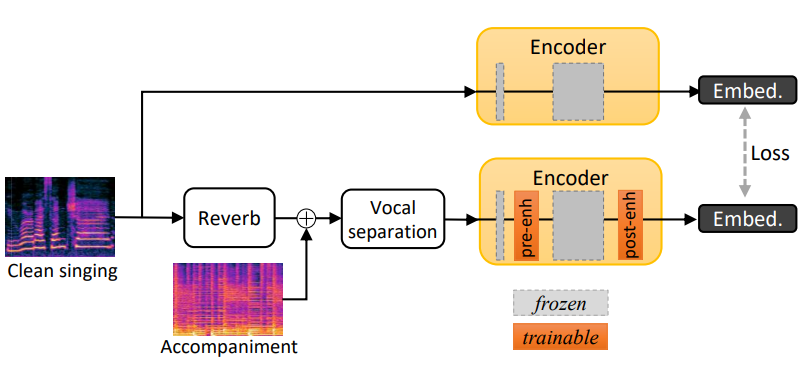 Encoder
Embed.
Loss
Encoder
pre-enh
post-enh
Embed.
Reverb
Vocal
separation
Clean singing
Accompaniment
frozen
trainable